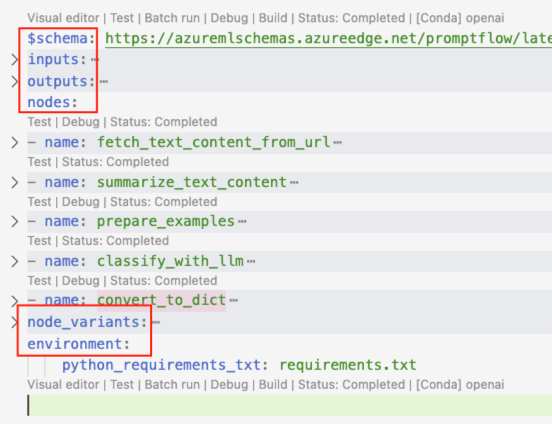 Visual editor | Test | Batch run | Debug | Build | Status: Completed | [Conda] openai
$schema: https://azuremlschemas.azureedge.net/promptflow/late
inputs:⋯
outputs:⋯
nodes:
Test | Debug | Status: Completed
- name: fetch_text_content_from_url⋯
Test | Status: Completed
- name: summarize_text_content⋯
Test | Debug | Status: Completed
- name: prepare_examples⋯
Test | Status: Completed
- name: classify_with_llm⋯
Test | Debug | Status: Completed
- name: convert_to_dict⋯
node_variants:⋯
environment:
python_requirements_txt: requirements.txt
Visual editor | Test | Batch run | Debug | Build | Status: Completed | [Conda] openai